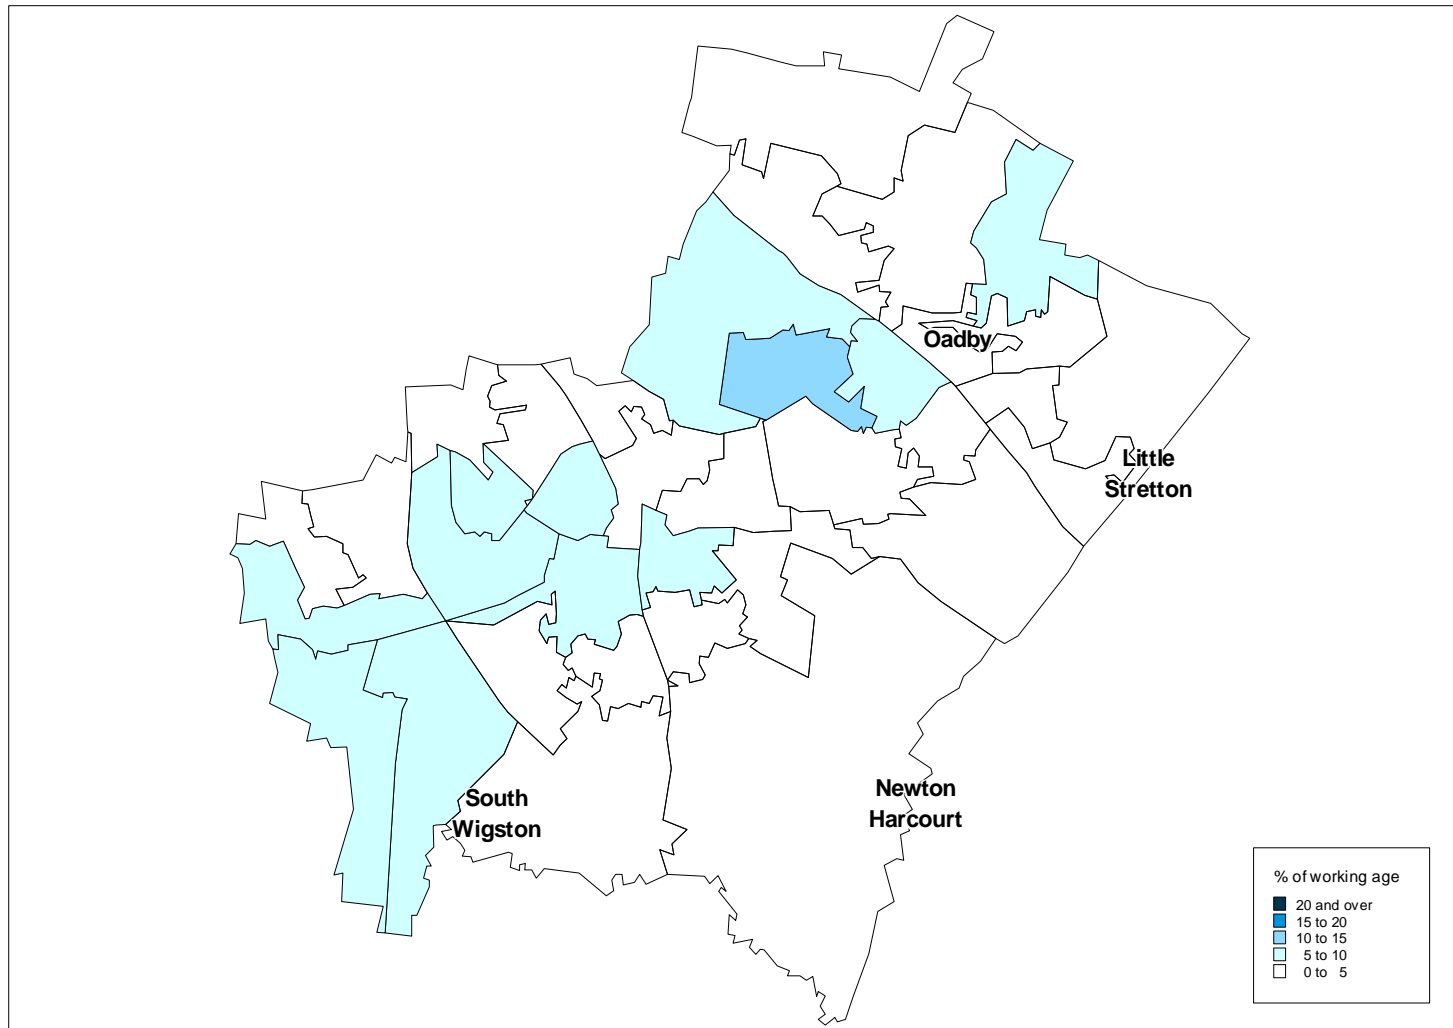 Oadby
Little
Stretton
South
Wigston
Newton
Harcourt
% of working age
20 and over
15 to 20
10 to 15
5 to 10
0 to 5